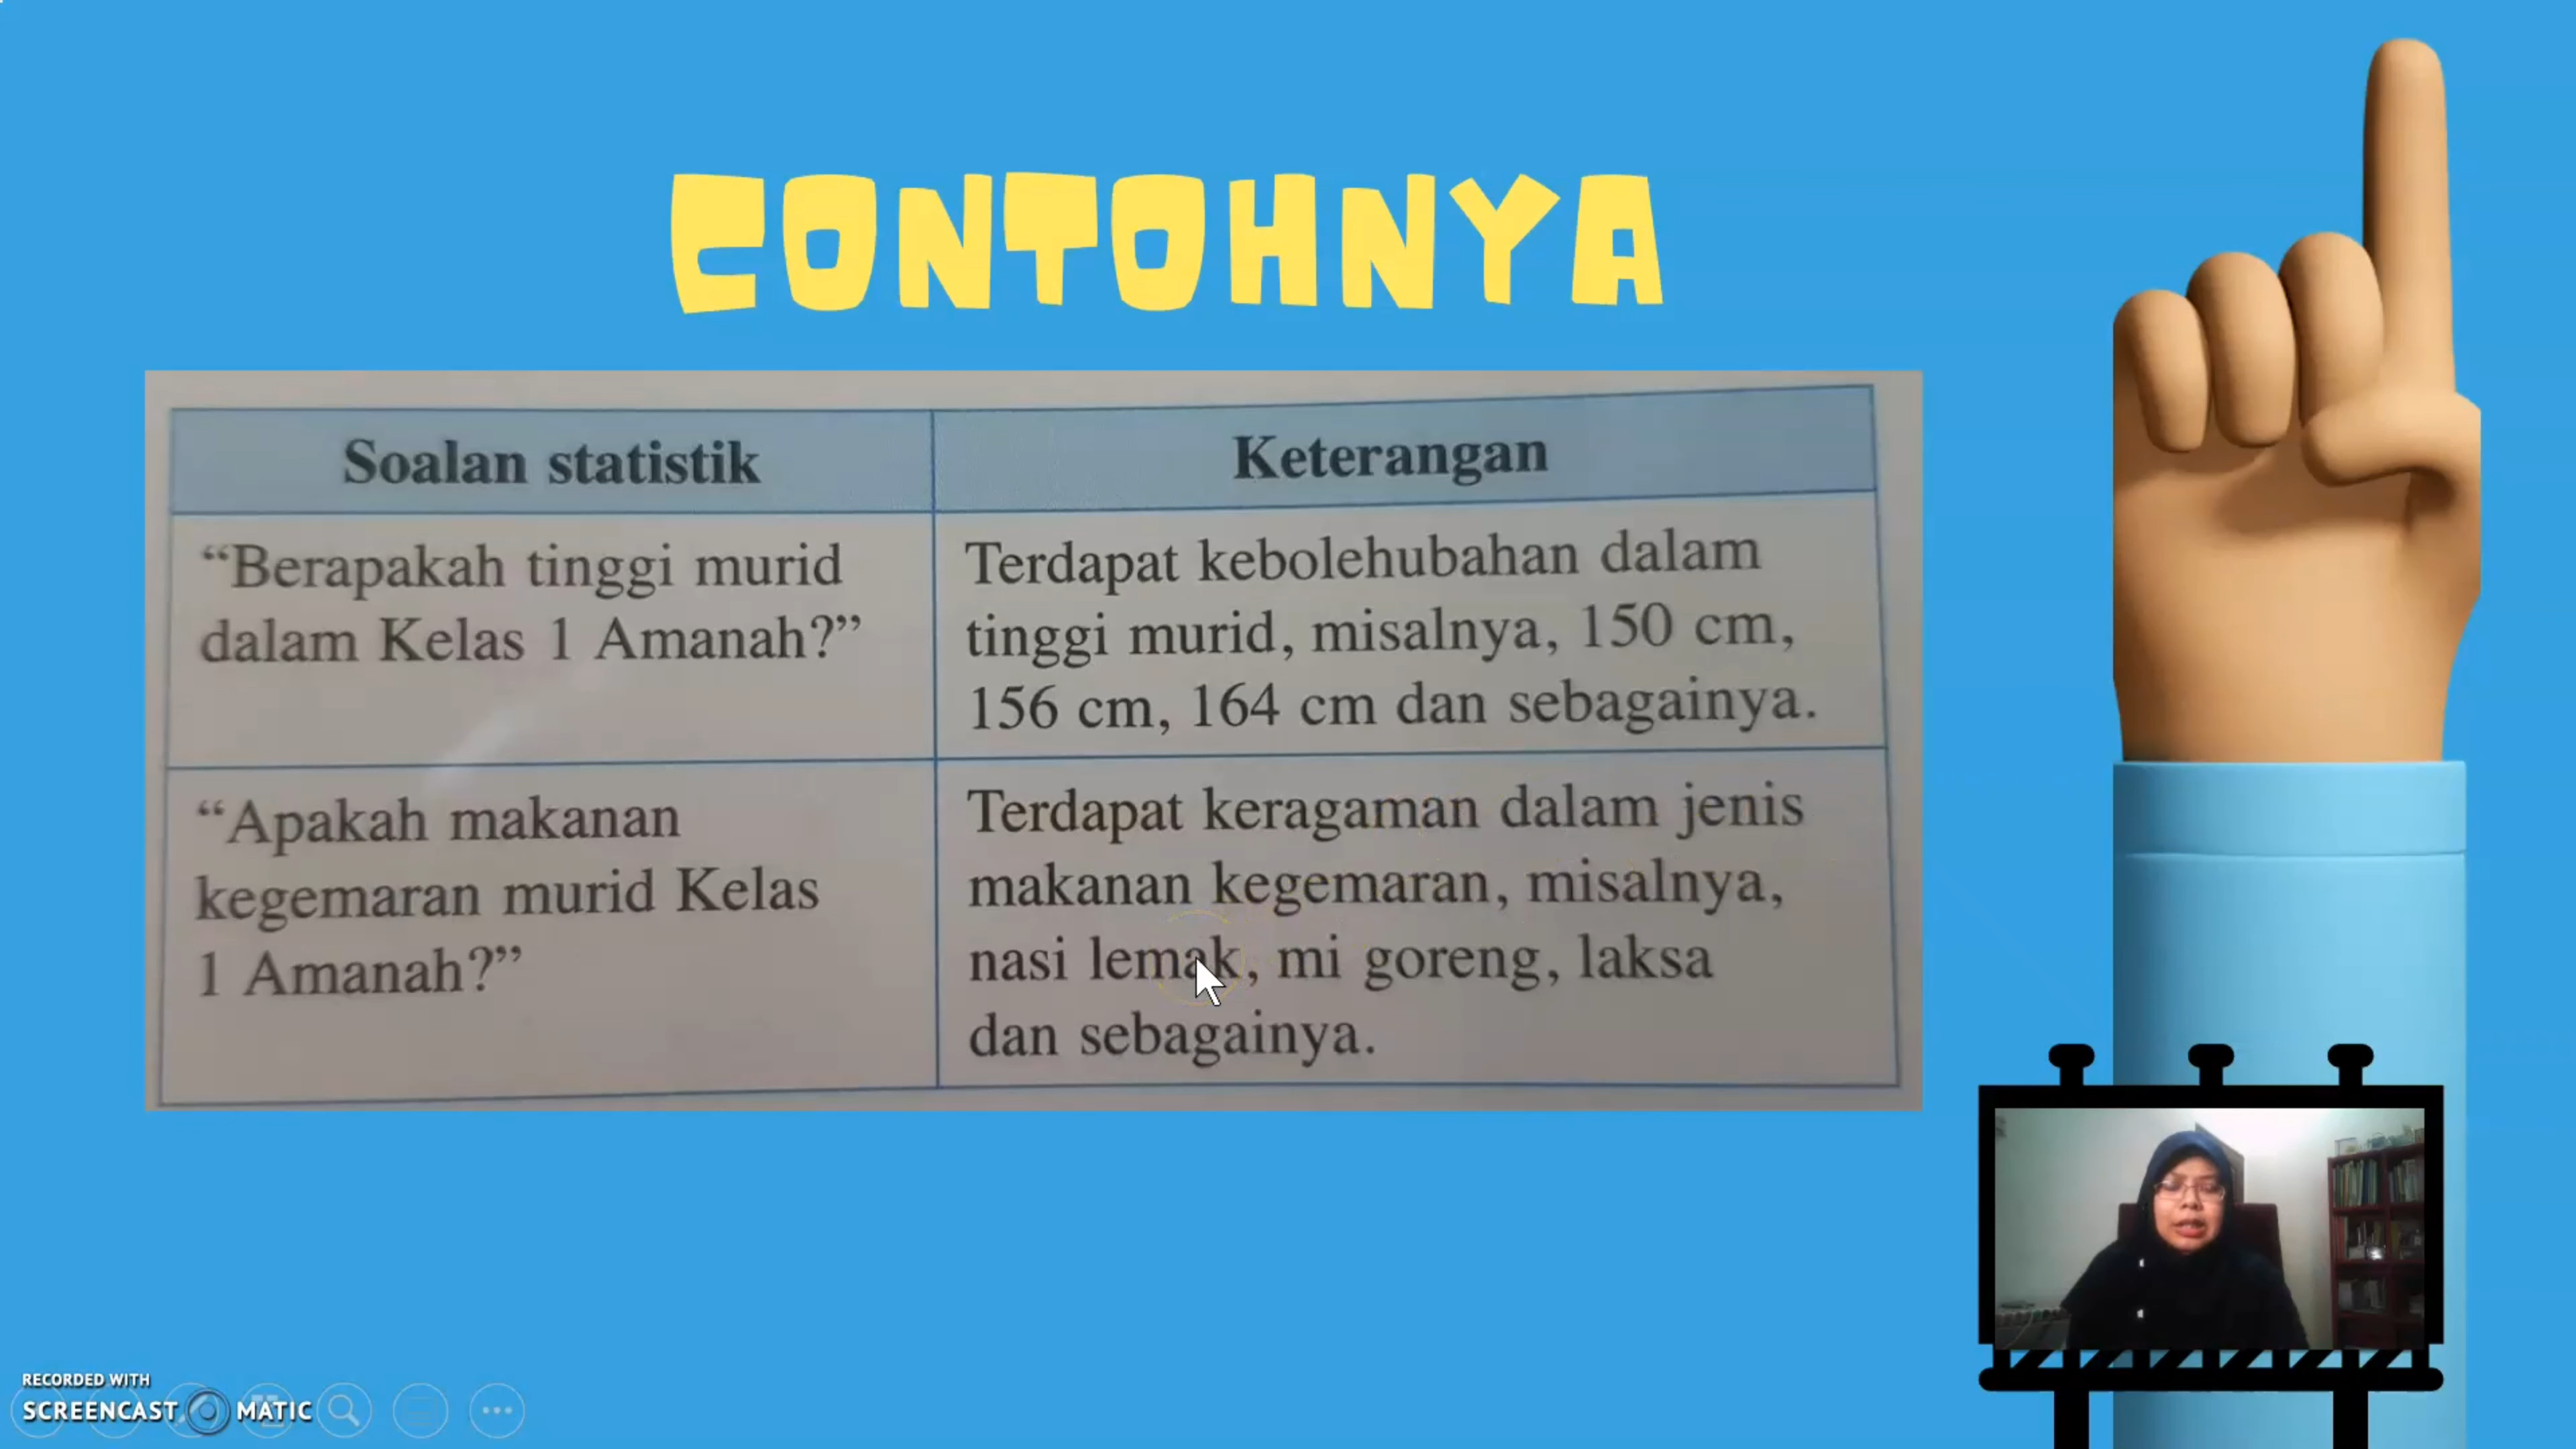 CONTOHNYA
Soalan statistik
Keterangan
“Berapakah tinggi murid
dalam Kelas 1 Amanah?”
Terdapat kebolehubahan dalam
tinggi murid, misalnya, 150 cm,
156 cm, 164 cm dan sebagainya.
“Apakah makanan
kegemaran murid Kelas
1 Amanah?”
Terdapat keragaman dalam jenis
makanan kegemaran, misalnya,
nasi lemak, mi goreng, laksa
dan sebagainya.
RECORDED WITH
SCREENCAST MATIC